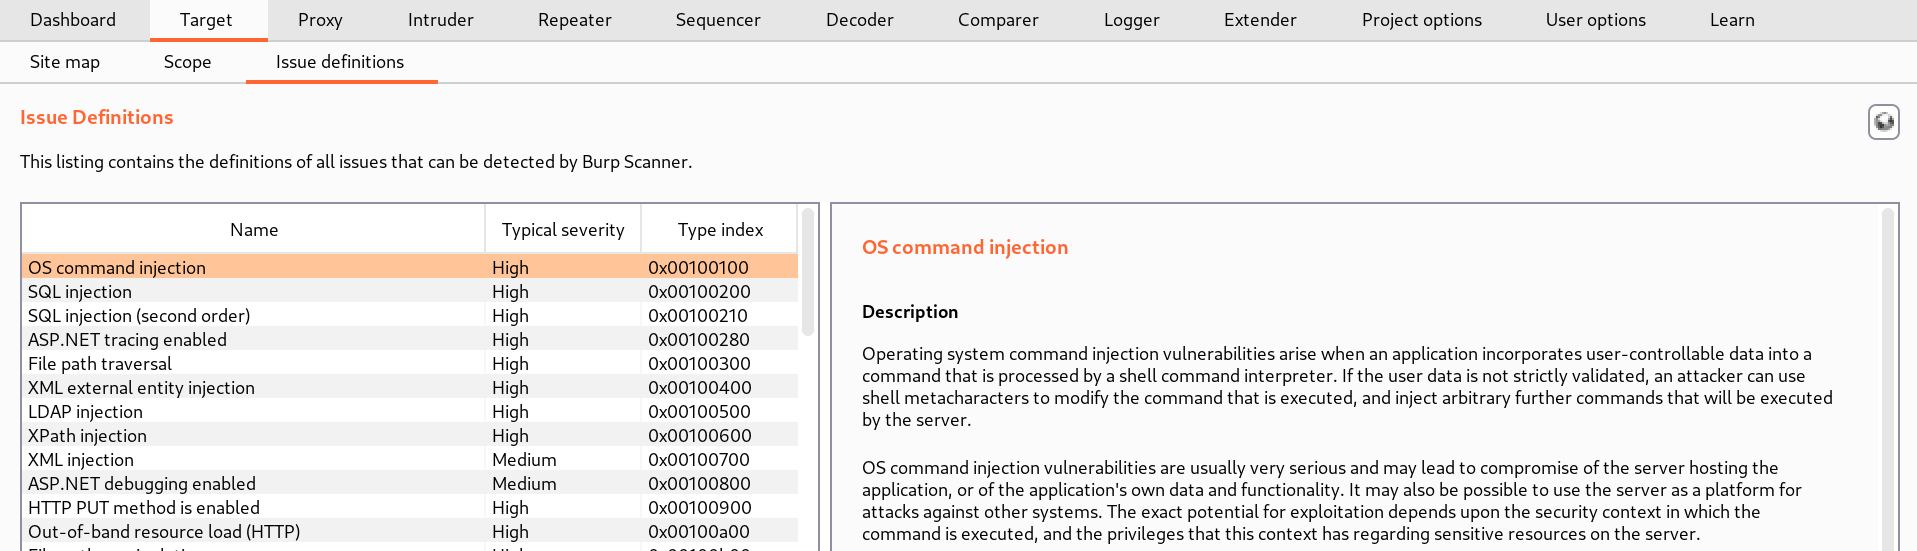 Dashboard Target Proxy Intruder Repeater Sequencer Decoder Comparer Logger Extender Project options User options Learn
Site map Scope Issue definitions
Issue Definitions
This listing contains the definitions of all issues that can be detected by Burp Scanner.
Name Typical severity Type index
OS command injection High 0x00100100
SQL injection High 0x00100200
SQL injection (second order) High 0x00100210
ASP.NET tracing enabled High 0x00100280
File path traversal High 0x00100300
XML external entity injection High 0x00100400
LDAP injection High 0x00100500
XPath injection High 0x00100600
XML injection Medium 0x00100700
ASP.NET debugging enabled Medium 0x00100800
HTTP PUT method is enabled High 0x00100900
Out-of-band resource load (HTTP) High 0x00100a00
OS command injection
Description
Operating system command injection vulnerabilities arise when an application incorporates user-controllable data into a
command that is processed by a shell command interpreter. If the user data is not strictly validated, an attacker can use
shell metacharacters to modify the command that is executed, and inject arbitrary further commands that will be executed
by the server.
OS command injection vulnerabilities are usually very serious and may lead to compromise of the server hosting the
application, or of the application's own data and functionality. It may also be possible to use the server as a platform for
attacks against other systems. The exact potential for exploitation depends upon the security context in which the
command is executed, and the privileges that this context has regarding sensitive resources on the server.